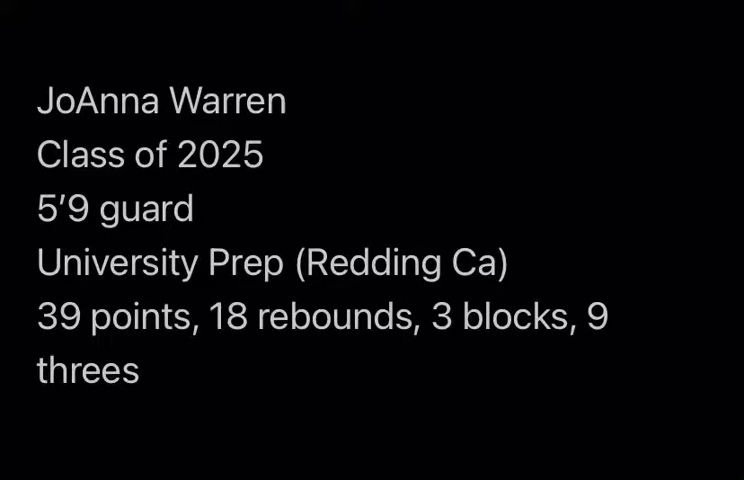 JoAnna Warren
Class of 2025
5’9 guard
University Prep (Redding Ca)
39 points, 18 rebounds, 3 blocks, 9
threes